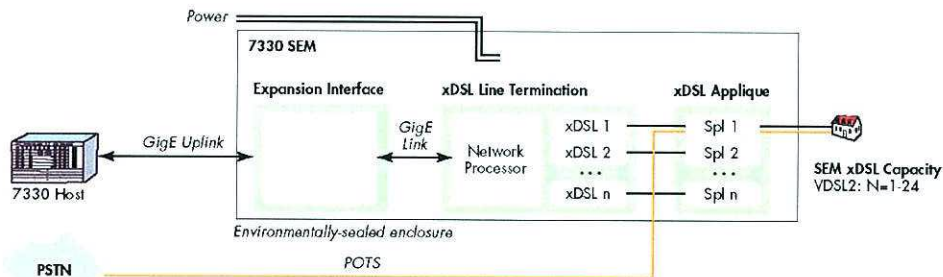 Power
7330 SEM
Expansion Interface
xDSL Line Termination
xDSL Applique
GigE Uplink
GigE
Link
Network
Processor
xDSL 1
xDSL 2
...
xDSL n
Spl 1
Spl 2
...
Spl n
7330 Host
SEM xDSL Capacity
VDSL2: N=1-24
Environmentally-sealed enclosure
PSTN
POTS